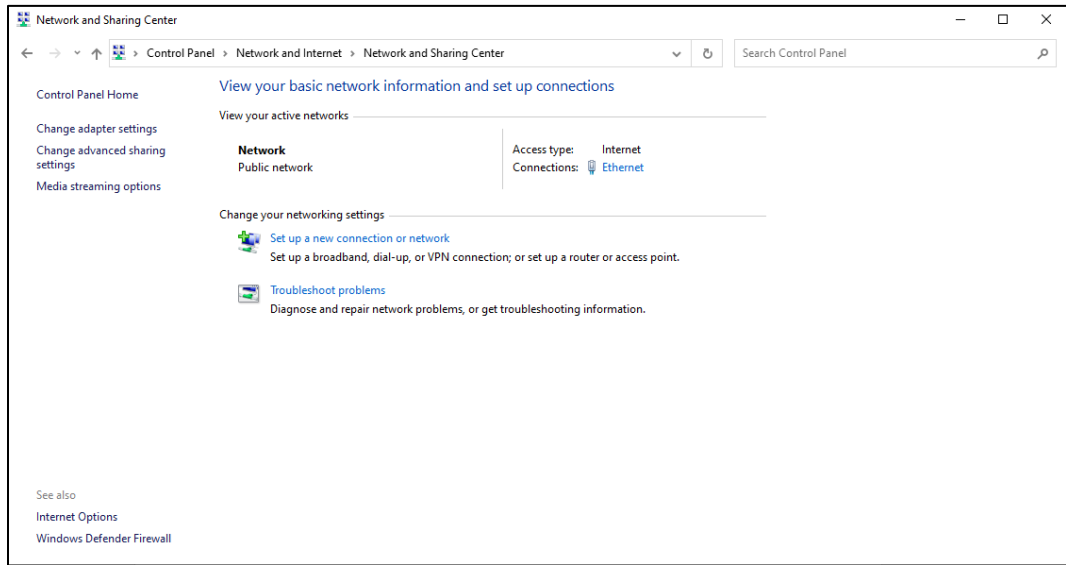 Network and Sharing Center
Control Panel > Network and Internet > Network and Sharing Center
Search Control Panel
Control Panel Home
Change adapter settings
Change advanced sharing
settings
Media streaming options
View your basic network information and set up connections
View your active networks
Network
Public network
Access type: Internet
Connections: Ethernet
Change your networking settings
Set up a new connection or network
Set up a broadband, dial-up, or VPN connection; or set up a router or access point.
Troubleshoot problems
Diagnose and repair network problems, or get troubleshooting information.
See also
Internet Options
Windows Defender Firewall